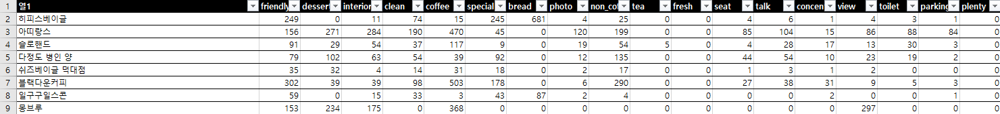 1 열1 friendly dessert interior clean coffee special bread photo non_cof tea fresh seat talk concent view toilet parking plenty
2 히피스베이글 249 0 11 74 15 245 681 4 25 0 0 4 6 1 4 3 1 0
3 아띠랑스 156 271 284 190 470 45 0 120 199 0 0 85 104 15 86 88 84 0
4 슬로핸드 91 29 54 37 117 9 0 19 54 5 0 4 28 17 13 30 3 0
5 다정도 병인 양 79 102 63 54 39 92 0 12 135 0 0 44 54 10 23 19 2 0
6 쉬즈베이글 덕대점 35 32 4 14 31 18 0 2 17 0 0 1 3 1 2 0 0 0
7 블랙다운커피 302 39 39 98 503 178 0 6 290 0 0 27 38 31 9 5 3 0
8 일구구일스콘 59 0 15 33 3 43 87 2 4 0 0 0 0 2 0 0 1 0
9 몽브루 153 234 175 0 368 0 0 0 0 0 0 0 0 0 297 0 0 0